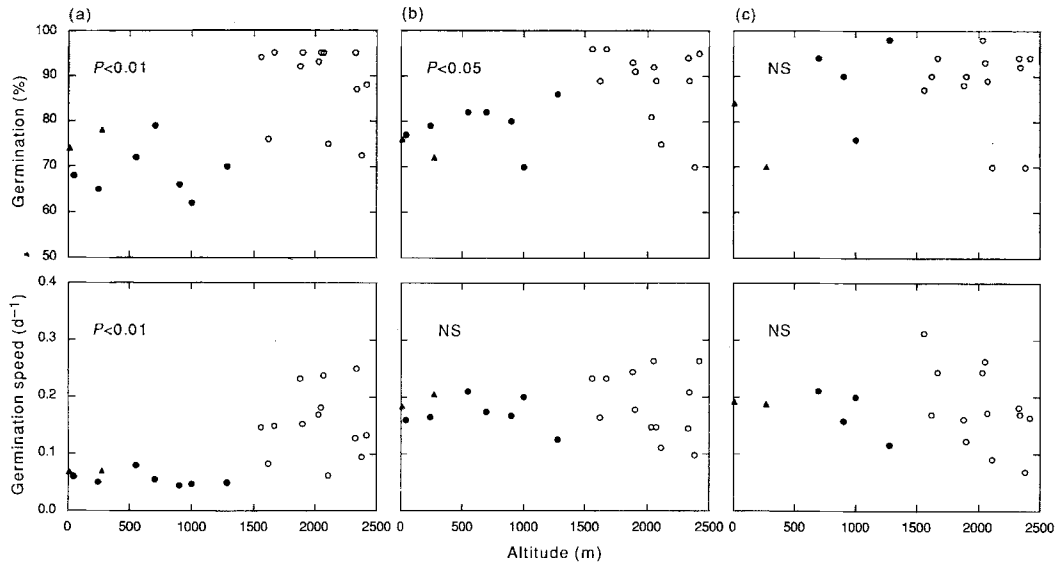 (a) (b) (c)
Germination (%)
100
90
80
70
60
50
P<0.01
P<0.05
NS
Germination speed (d⁻¹)
0.4
0.3
0.2
0.1
0.0
P<0.01
NS
NS
0 500 1000 1500 2000 2500 0 500 1000 1500 2000 2500 0 500 1000 1500 2000 2500
Altitude (m)